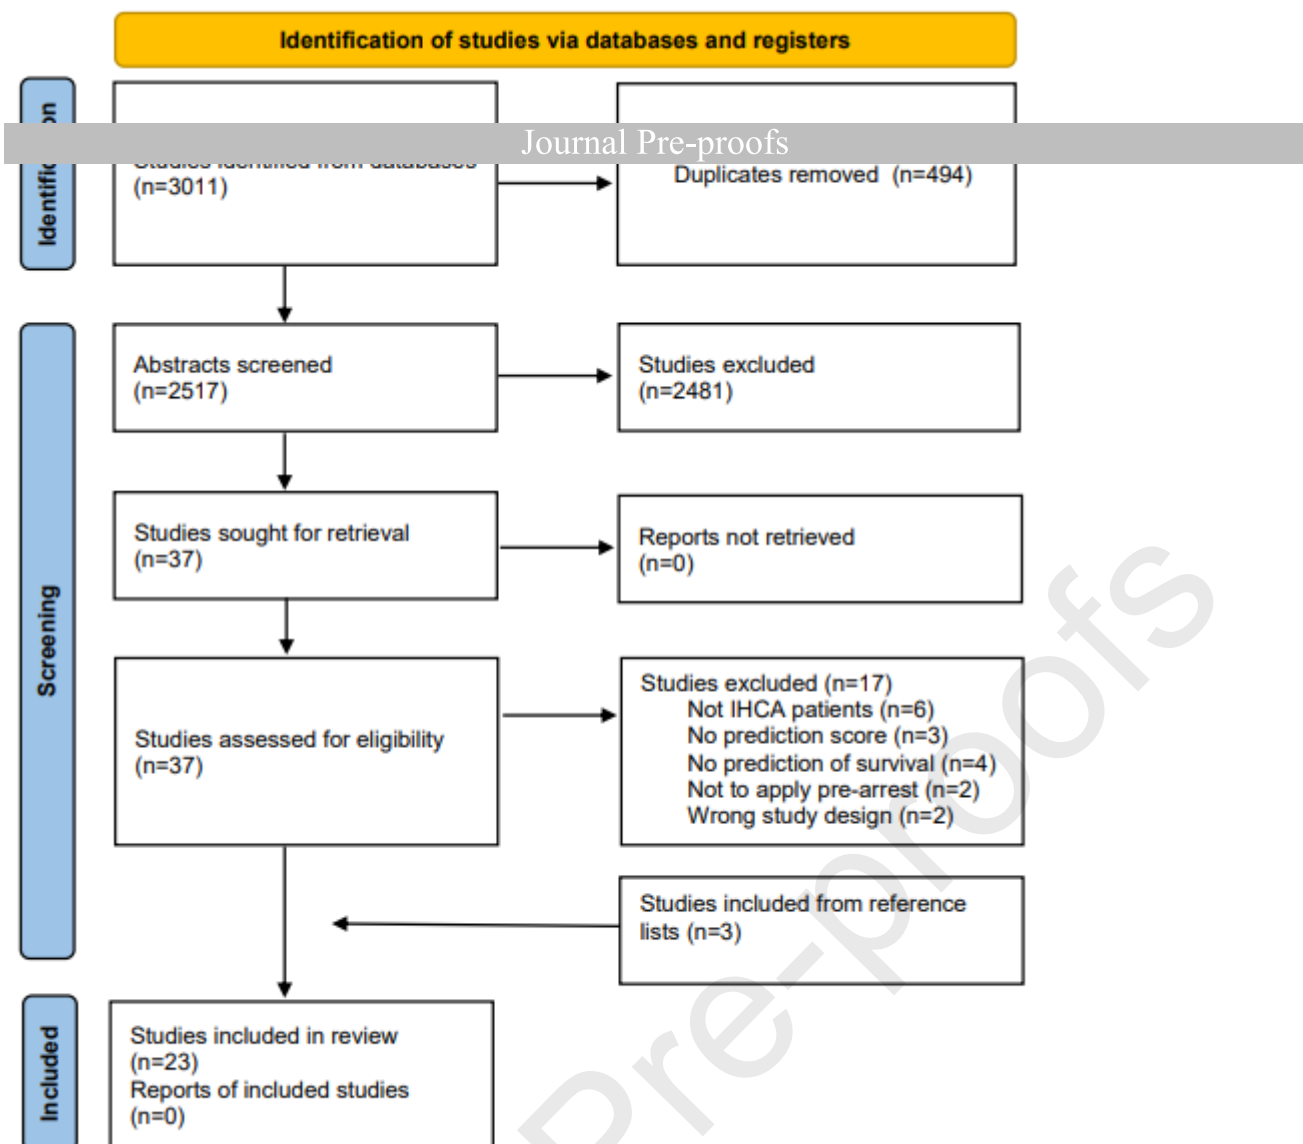 Identification of studies via databases and registers
Journal Pre-proofs
Studies identified from databases
(n=3011)
Duplicates removed (n=494)
Abstracts screened
(n=2517)
Studies excluded
(n=2481)
Studies sought for retrieval
(n=37)
Reports not retrieved
(n=0)
Screening
Studies assessed for eligibility
(n=37)
Studies excluded (n=17)
Not IHCA patients (n=6)
No prediction score (n=3)
No prediction of survival (n=4)
Not to apply pre-arrest (n=2)
Wrong study design (n=2)
Studies included from reference
lists (n=3)
Included
Studies included in review
(n=23)
Reports of included studies
(n=0)
Pre-proofs